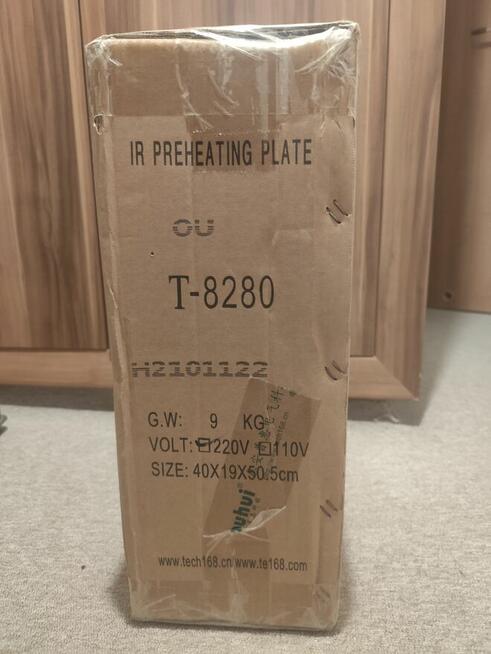 IR PREHEATING PLATE
OU
T-8280
H2101122
G.W: 9 KG
VOLT: 220V 110V
SIZE: 40X19X50.5cm
uhui
www.tech168.cn www.te168.com